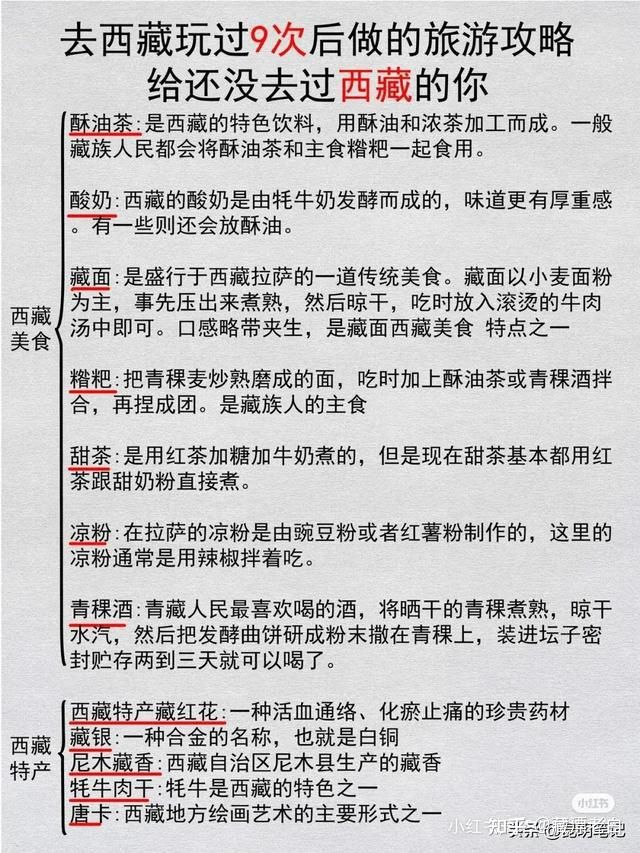 去西藏玩过9次后做的旅游攻略
给还没去过西藏的你
西藏
美食
酥油茶:是西藏的特色饮料，用酥油和浓茶加工而成。一般
藏族人民都会将酥油茶和主食糌粑一起食用。
酸奶:西藏的酸奶是由牦牛奶发酵而成的，味道更有厚重感
。有一些则还会放酥油。
藏面:是盛行于西藏拉萨的一道传统美食。藏面以小麦面粉
为主，事先压出来煮熟，然后晾干，吃时放入滚烫的牛肉
汤中即可。口感略带夹生，是藏面西藏美食 特点之一
糌粑:把青稞麦炒熟磨成的面，吃时加上酥油茶或青稞酒拌
合，再捏成团。是藏族人的主食
甜茶:是用红茶加糖加牛奶煮的，但是现在甜茶基本都用红
茶跟甜奶粉直接煮。
凉粉:在拉萨的凉粉是由豌豆粉或者红薯粉制作的，这里的
凉粉通常是用辣椒拌着吃。
青稞酒:青藏人民最喜欢喝的酒，将晒干的青稞煮熟，晾干
水汽，然后把发酵曲饼研成粉末撒在青稞上，装进坛子密
封贮存两到三天就可以喝了。
西藏
特产
西藏特产藏红花:一种活血通络、化瘀止痛的珍贵药材
藏银:一种合金的名称，也就是白铜
尼木藏香:西藏自治区尼木县生产的藏香
牦牛肉干:牦牛是西藏的特色之一
唐卡:西藏地方绘画艺术的主要形式之一
小红书